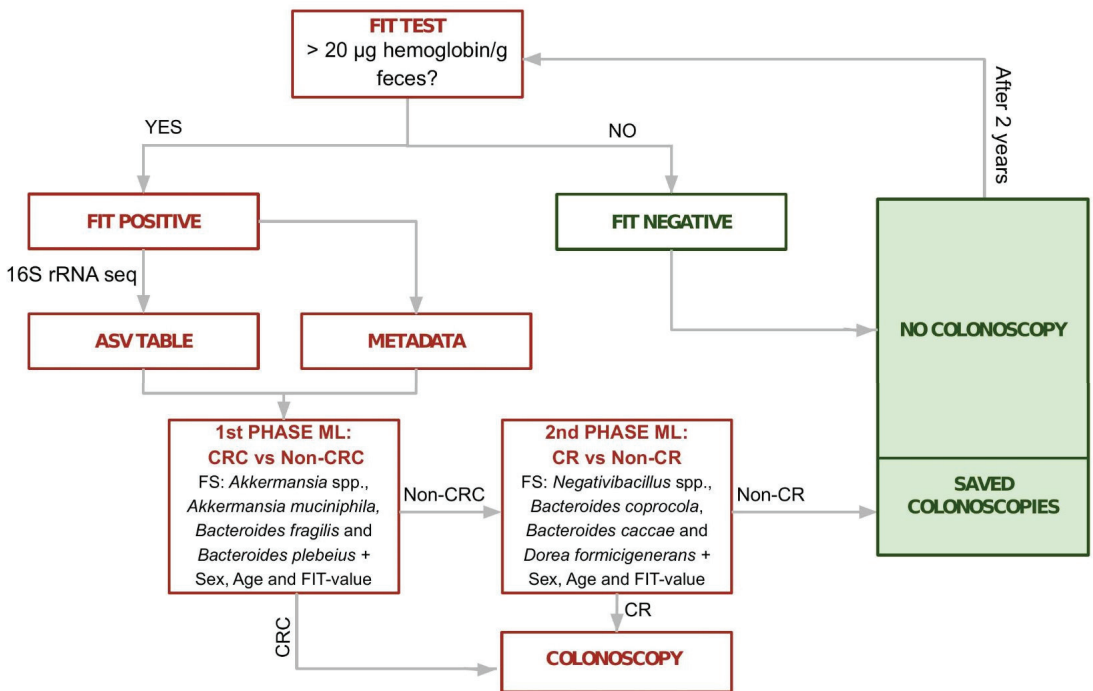 FIT TEST
> 20 µg hemoglobin/g
feces?
YES
NO
After 2 years
FIT POSITIVE
FIT NEGATIVE
16S rRNA seq
ASV TABLE
METADATA
NO COLONOSCOPY
1st PHASE ML:
CRC vs Non-CRC
FS: Akkermansia spp.,
Akkermansia muciniphila,
Bacteroides fragilis and
Bacteroides plebeius +
Sex, Age and FIT-value
Non-CRC
2nd PHASE ML:
CR vs Non-CR
FS: Negativibacillus spp.,
Bacteroides coprocola,
Bacteroides caccae and
Dorea formicigenerans +
Sex, Age and FIT-value
Non-CR
SAVED
COLONOSCOPIES
CRC
CR
COLONOSCOPY